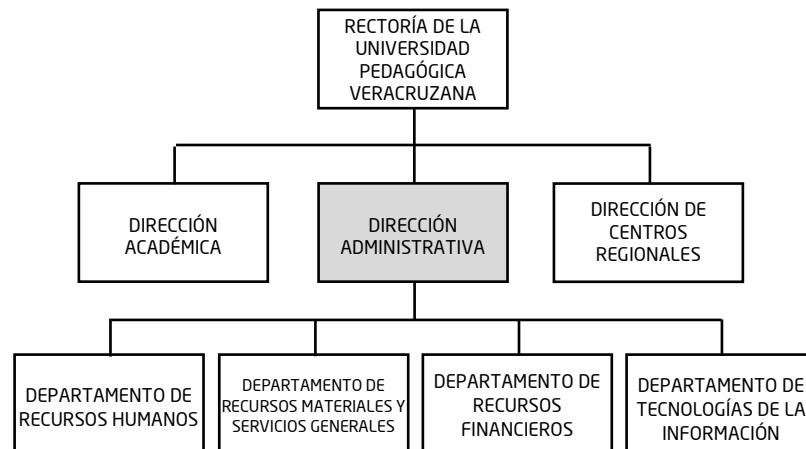 RECTORÍA DE LA
UNIVERSIDAD
PEDAGÓGICA
VERACRUZANA
DIRECCIÓN
ACADÉMICA
DIRECCIÓN
ADMINISTRATIVA
DIRECCIÓN DE
CENTROS
REGIONALES
DEPARTAMENTO DE
RECURSOS HUMANOS
DEPARTAMENTO DE
RECURSOS MATERIALES Y
SERVICIOS GENERALES
DEPARTAMENTO DE
RECURSOS
FINANCIEROS
DEPARTAMENTO DE
TECNOLOGÍAS DE LA
INFORMACIÓN